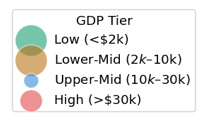 GDP Tier
Low (<$2k)
Lower-Mid (2k–10k)
Upper-Mid (10k–30k)
High (>$30k)